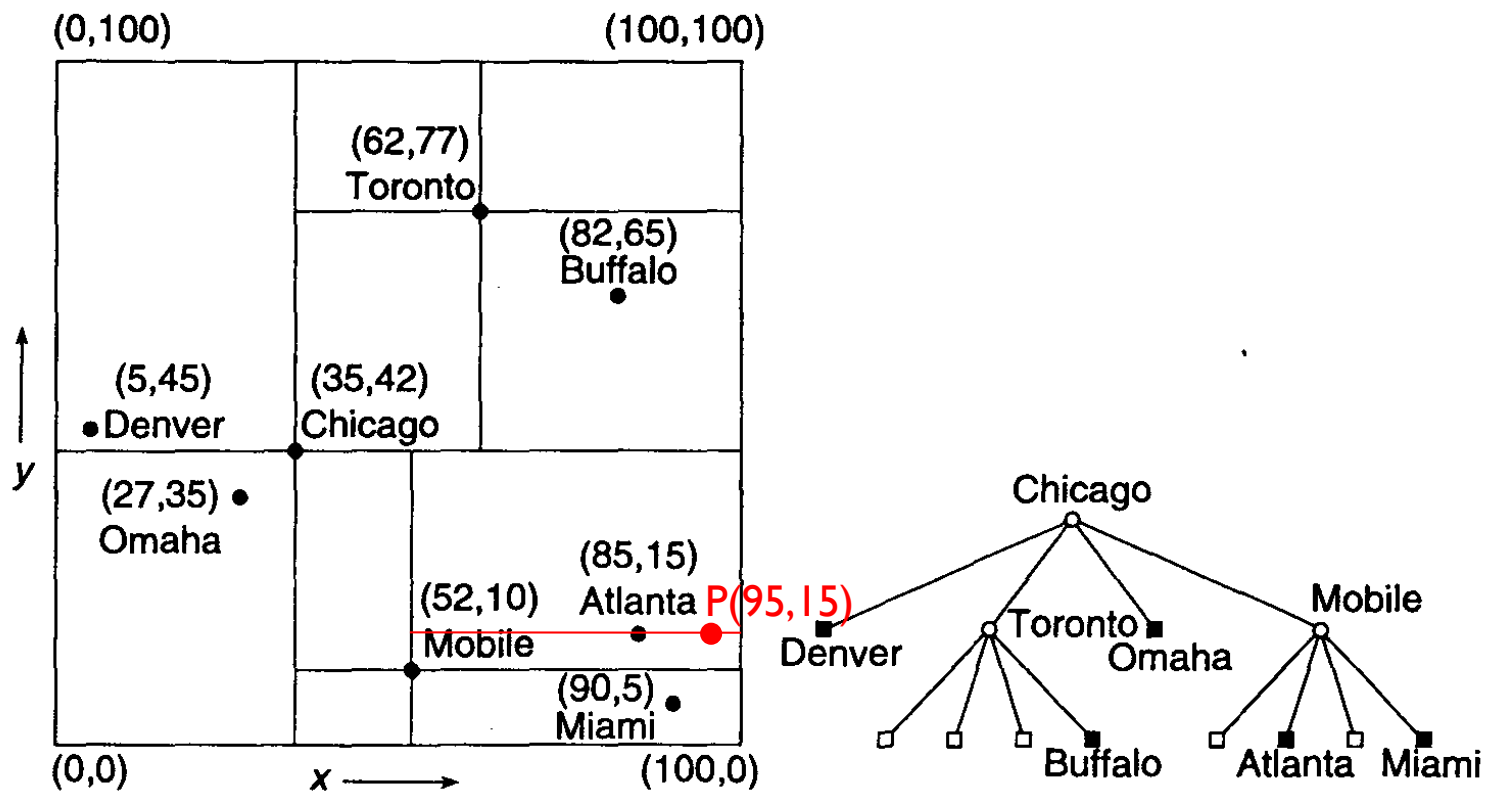 (0,100)
(100,100)
(62,77)
Toronto
(82,65)
Buffalo
(5,45)
Denver
(35,42)
Chicago
y
(27,35)
Omaha
(85,15)
Atlanta
P(95,15)
(52,10)
Mobile
(90,5)
Miami
(0,0)
x
(100,0)
Chicago
Denver
Toronto
Omaha
Mobile
Buffalo
Atlanta
Miami